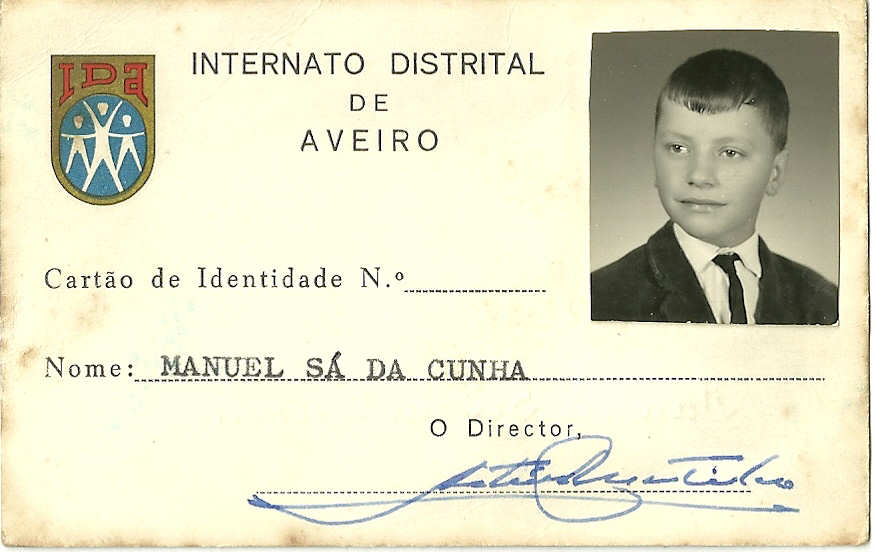 IDA
INTERNATO DISTRITAL
DE
AVEIRO
Cartão de Identidade N.º
Nome: MANUEL SÁ DA CUNHA
O Director,